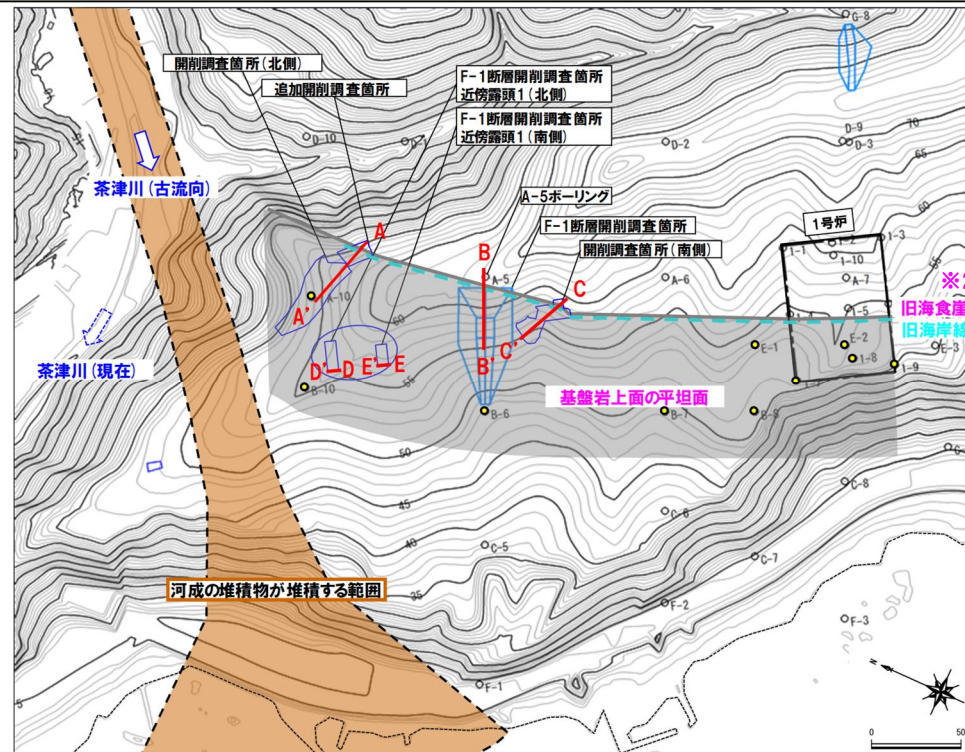 開削調査箇所(北側)
追加開削調査箇所
F-1断層開削調査箇所
近傍露頭1(北側)
F-1断層開削調査箇所
近傍露頭1(南側)
A-5ボーリング
F-1断層開削調査箇所
開削調査箇所(南側)
1号炉
茶津川(古流向)
茶津川(現在)
旧海食崖
旧海岸線
基盤岩上面の平坦面
河成の堆積物が堆積する範囲
A
A'
B
B'
C
C'
D'
D
E'
E
G-8
D-10
D-1
D-2
D-9
D-3
70
65
60
55
1-1
1-2
1-3
1-10
A-7
1-5
A-5
A-6
A-10
60
55
E-1
E-2
E-3
1-8
1-9
1-7
B-10
B-6
B-7
B-8
50
45
40
35
C-5
C-6
C-7
C-8
F-1
F-2
F-3
5
0
50